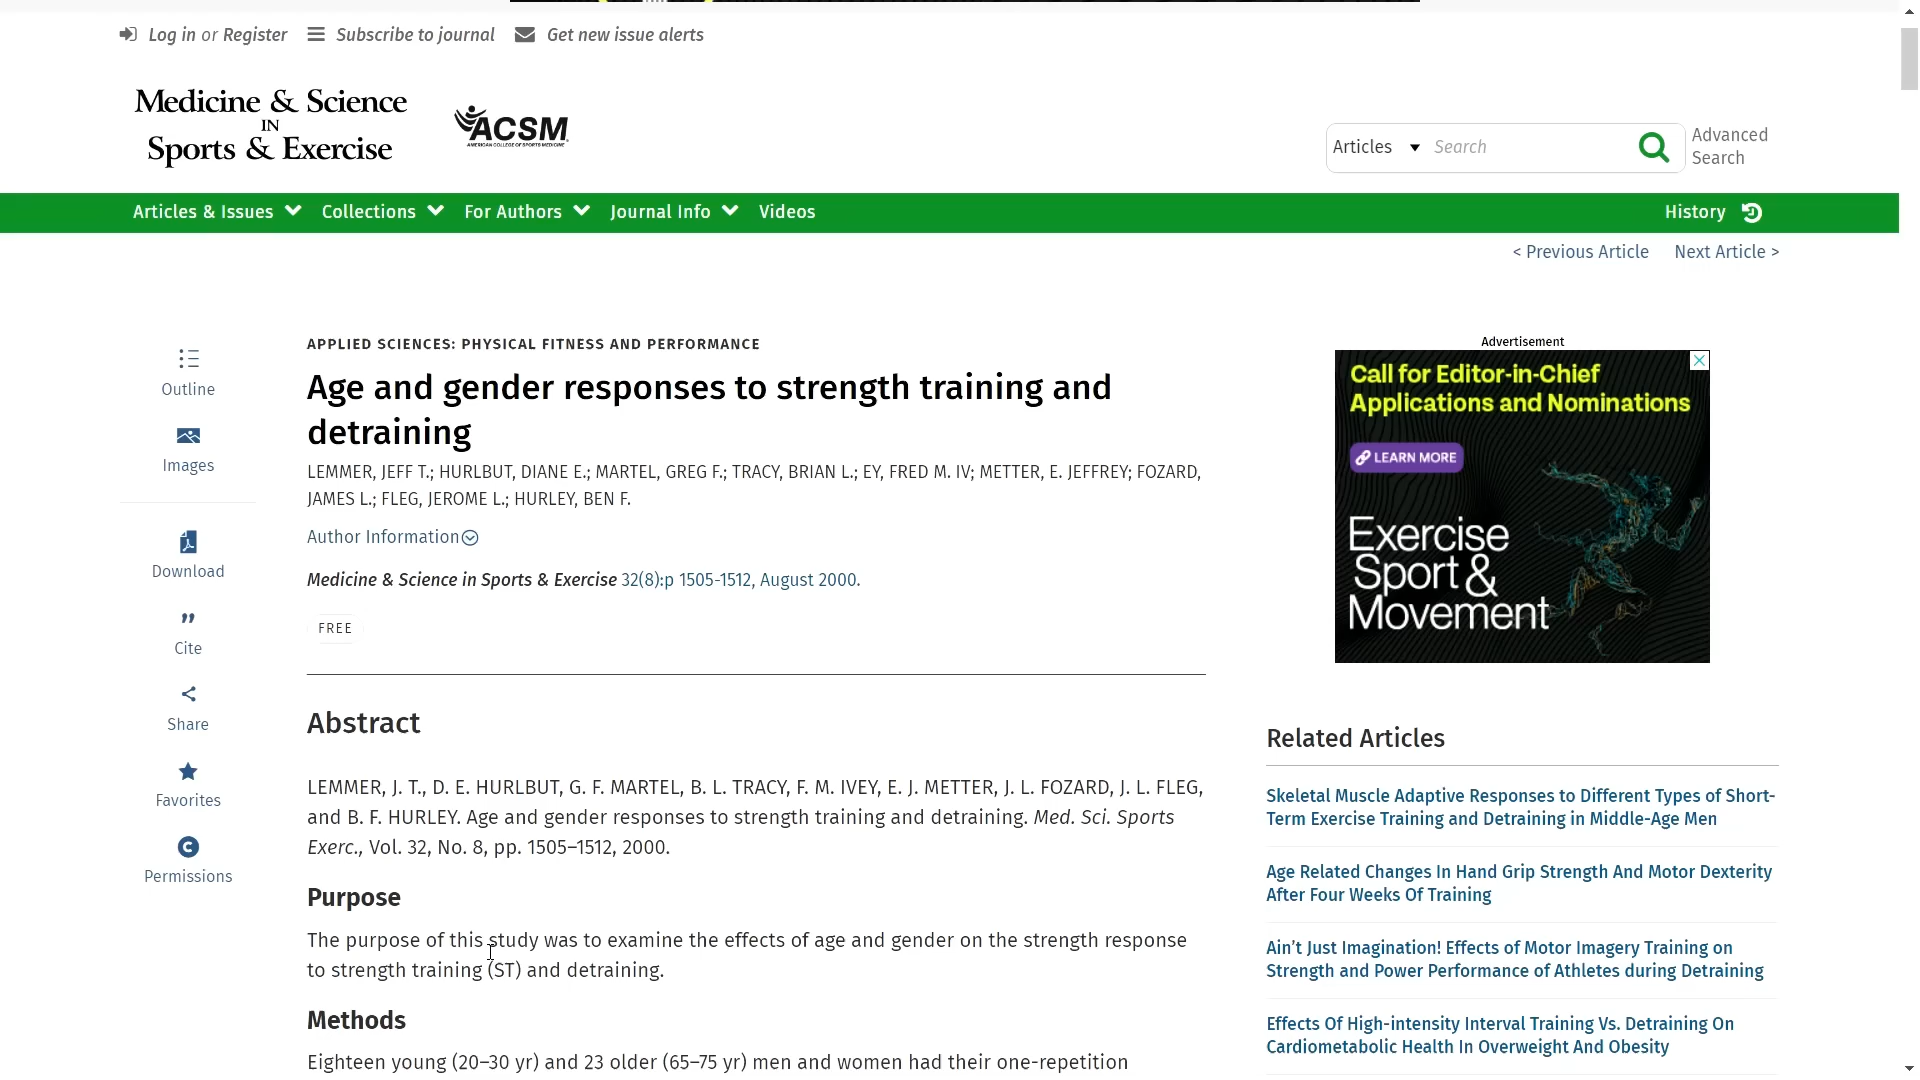 Log in or Register Subscribe to journal Get new issue alerts
Medicine & Science
IN
Sports & Exercise
ACSM
AMERICAN COLLEGE OF SPORTS MEDICINE
Articles Search
Advanced
Search
Articles & Issues Collections For Authors Journal Info Videos History
< Previous Article Next Article >
Outline
Images
Download
Cite
Share
Favorites
Permissions
APPLIED SCIENCES: PHYSICAL FITNESS AND PERFORMANCE
Age and gender responses to strength training and
detraining
LEMMER, JEFF T.; HURLBUT, DIANE E.; MARTEL, GREG F.; TRACY, BRIAN L.; EY, FRED M. IV; METTER, E. JEFFREY; FOZARD,
JAMES L.; FLEG, JEROME L.; HURLEY, BEN F.
Author Information
Medicine & Science in Sports & Exercise 32(8):p 1505-1512, August 2000.
FREE
Abstract
LEMMER, J. T., D. E. HURLBUT, G. F. MARTEL, B. L. TRACY, F. M. IVEY, E. J. METTER, J. L. FOZARD, J. L. FLEG,
and B. F. HURLEY. Age and gender responses to strength training and detraining. Med. Sci. Sports
Exerc., Vol. 32, No. 8, pp. 1505–1512, 2000.
Purpose
The purpose of this study was to examine the effects of age and gender on the strength response
to strength training (ST) and detraining.
Methods
Eighteen young (20–30 yr) and 23 older (65–75 yr) men and women had their one-repetition
Advertisement
Call for Editor-in-Chief
Applications and Nominations
LEARN MORE
Exercise
Sport &
Movement
Related Articles
Skeletal Muscle Adaptive Responses to Different Types of Short-
Term Exercise Training and Detraining in Middle-Age Men
Age Related Changes In Hand Grip Strength And Motor Dexterity
After Four Weeks Of Training
Ain’t Just Imagination! Effects of Motor Imagery Training on
Strength and Power Performance of Athletes during Detraining
Effects Of High-intensity Interval Training Vs. Detraining On
Cardiometabolic Health In Overweight And Obesity